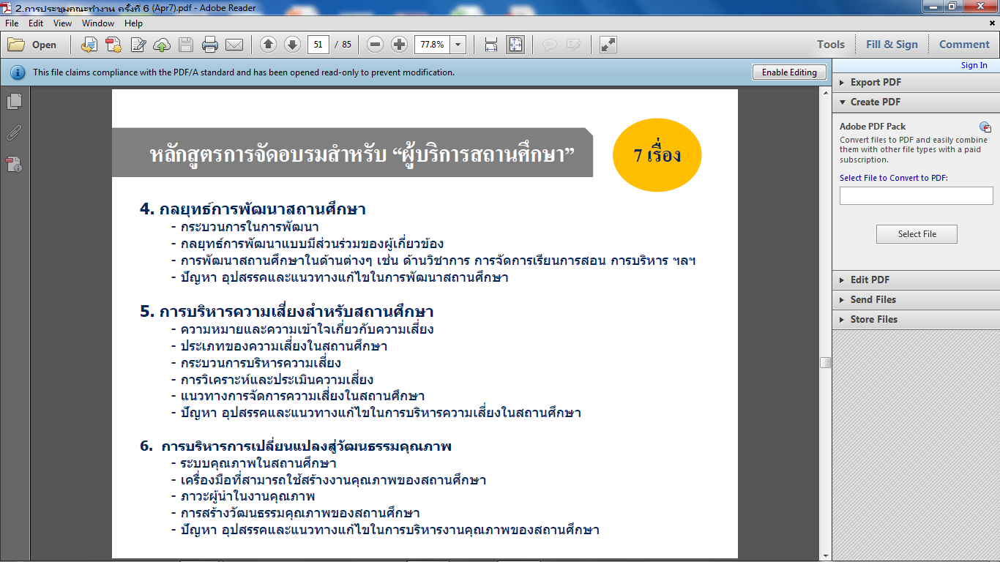 2.การประชุมคณะทำงาน ครั้งที่ 6 (Apr7).pdf - Adobe Reader
File Edit View Window Help
Open 51 / 85 77.8% Tools Fill & Sign Comment
This file claims compliance with the PDF/A standard and has been opened read-only to prevent modification. Enable Editing
Sign In
Export PDF
Create PDF
Adobe PDF Pack
Convert files to PDF and easily combine
them with other file types with a paid
subscription.
Select File to Convert to PDF:
Select File
Edit PDF
Send Files
Store Files
หลักสูตรการจัดอบรมสำหรับ “ผู้บริการสถานศึกษา”
7 เรื่อง
4. กลยุทธ์การพัฒนาสถานศึกษา
- กระบวนการในการพัฒนา
- กลยุทธ์การพัฒนาแบบมีส่วนร่วมของผู้เกี่ยวข้อง
- การพัฒนาสถานศึกษาในด้านต่างๆ เช่น ด้านวิชาการ การจัดการเรียนการสอน การบริหาร ฯลฯ
- ปัญหา อุปสรรคและแนวทางแก้ไขในการพัฒนาสถานศึกษา
5. การบริหารความเสี่ยงสำหรับสถานศึกษา
- ความหมายและความเข้าใจเกี่ยวกับความเสี่ยง
- ประเภทของความเสี่ยงในสถานศึกษา
- กระบวนการบริหารความเสี่ยง
- การวิเคราะห์และประเมินความเสี่ยง
- แนวทางการจัดการความเสี่ยงในสถานศึกษา
- ปัญหา อุปสรรคและแนวทางแก้ไขในการบริหารความเสี่ยงในสถานศึกษา
6. การบริหารการเปลี่ยนแปลงสู่วัฒนธรรมคุณภาพ
- ระบบคุณภาพในสถานศึกษา
- เครื่องมือที่สามารถใช้สร้างงานคุณภาพของสถานศึกษา
- ภาวะผู้นำในงานคุณภาพ
- การสร้างวัฒนธรรมคุณภาพของสถานศึกษา
- ปัญหา อุปสรรคและแนวทางแก้ไขในการบริหารงานคุณภาพของสถานศึกษา